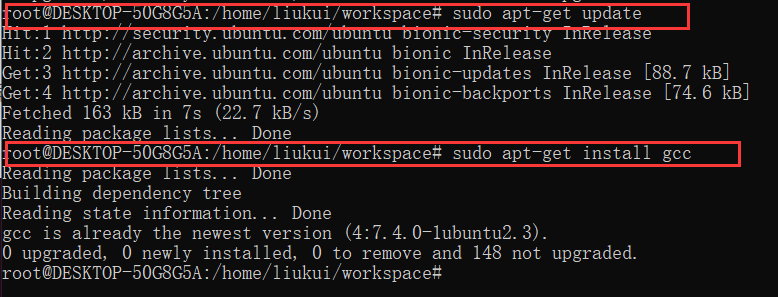 root@DESKTOP-50G8G5A:/home/liukui/workspace# sudo apt-get update
Hit:1 http://security.ubuntu.com/ubuntu bionic-security InRelease
Hit:2 http://archive.ubuntu.com/ubuntu bionic InRelease
Get:3 http://archive.ubuntu.com/ubuntu bionic-updates InRelease [88.7 kB]
Get:4 http://archive.ubuntu.com/ubuntu bionic-backports InRelease [74.6 kB]
Fetched 163 kB in 7s (22.7 kB/s)
Reading package lists... Done
root@DESKTOP-50G8G5A:/home/liukui/workspace# sudo apt-get install gcc
Reading package lists... Done
Building dependency tree
Reading state information... Done
gcc is already the newest version (4:7.4.0-1ubuntu2.3).
0 upgraded, 0 newly installed, 0 to remove and 148 not upgraded.
root@DESKTOP-50G8G5A:/home/liukui/workspace#